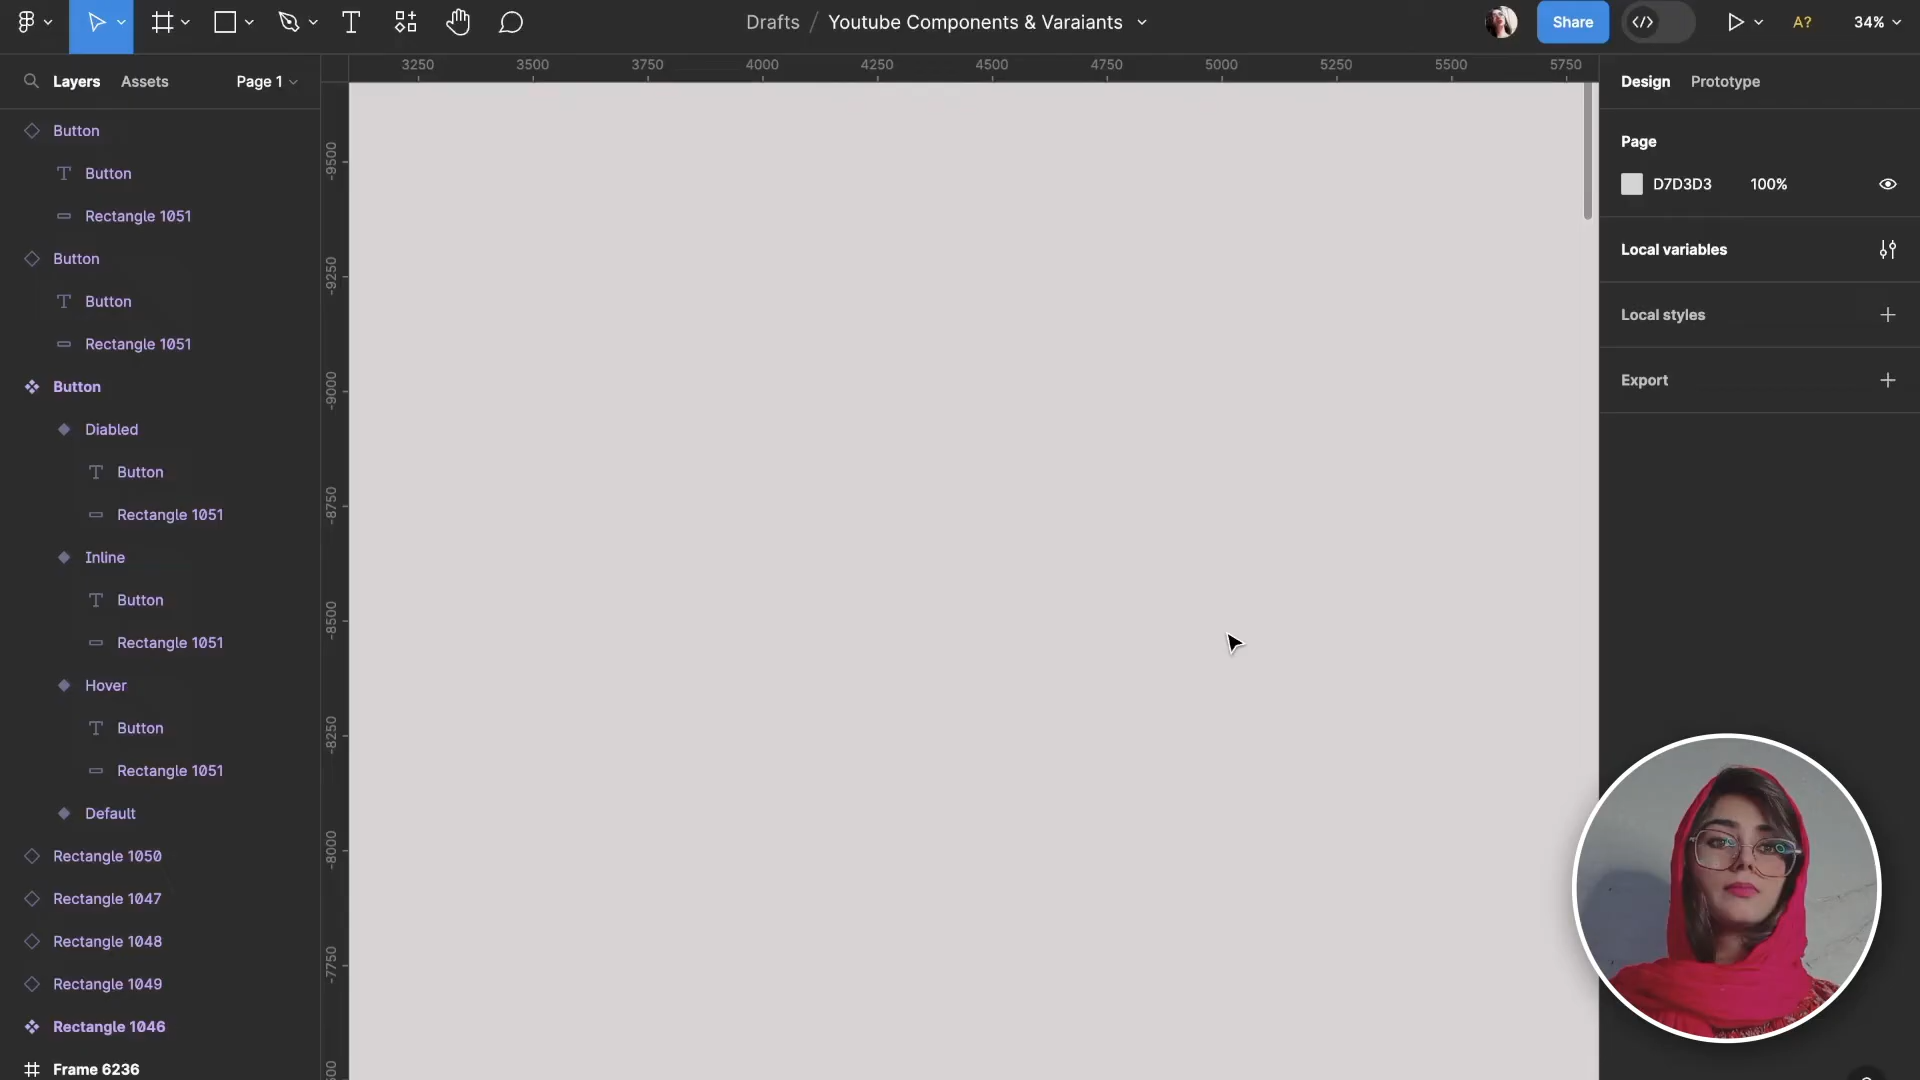 Drafts / Youtube Components & Varaiants
Share
A?
34%
Layers
Assets
Page 1
3250
3500
3750
4000
4250
4500
4750
5000
5250
5500
5750
Design
Prototype
Button
Button
Rectangle 1051
Button
Button
Rectangle 1051
Button
Diabled
Button
Rectangle 1051
Inline
Button
Rectangle 1051
Hover
Button
Rectangle 1051
Default
Rectangle 1050
Rectangle 1047
Rectangle 1048
Rectangle 1049
Rectangle 1046
Frame 6236
-9500
-9250
-9000
-8750
-8500
-8250
-8000
-7750
Page
D7D3D3 100%
Local variables
Local styles
Export